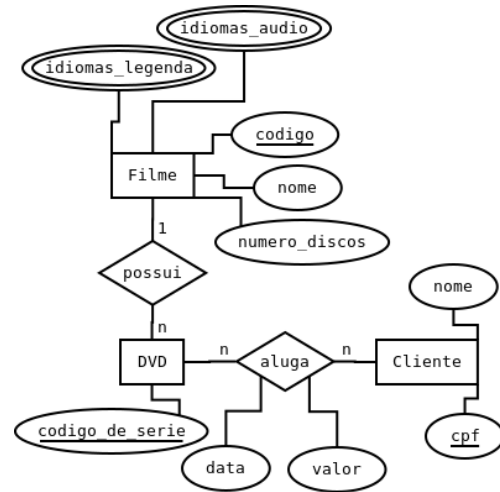 idiomas_audio
idiomas_legenda
codigo
Filme
nome
numero_discos
1
possui
n
nome
DVD
n
aluga
n
Cliente
codigo_de_serie
cpf
data
valor